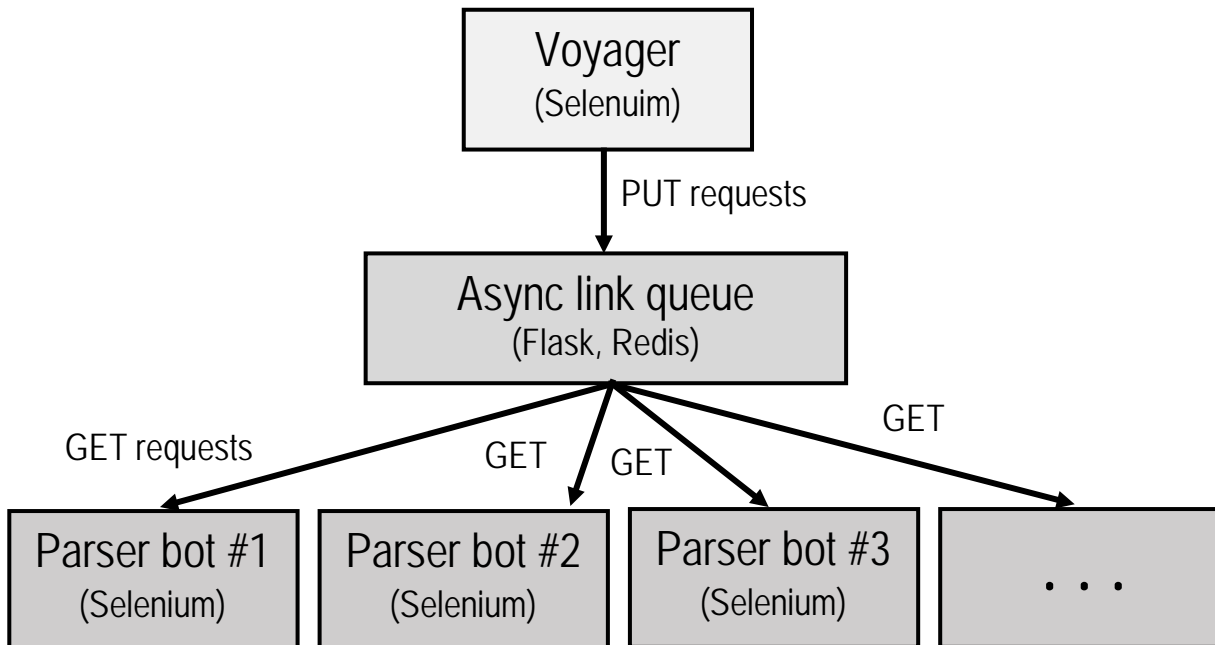 Voyager
(Selenuim)
PUT requests
Async link queue
(Flask, Redis)
GET requests
GET
GET
GET
Parser bot #1
(Selenium)
Parser bot #2
(Selenium)
Parser bot #3
(Selenium)
. . .